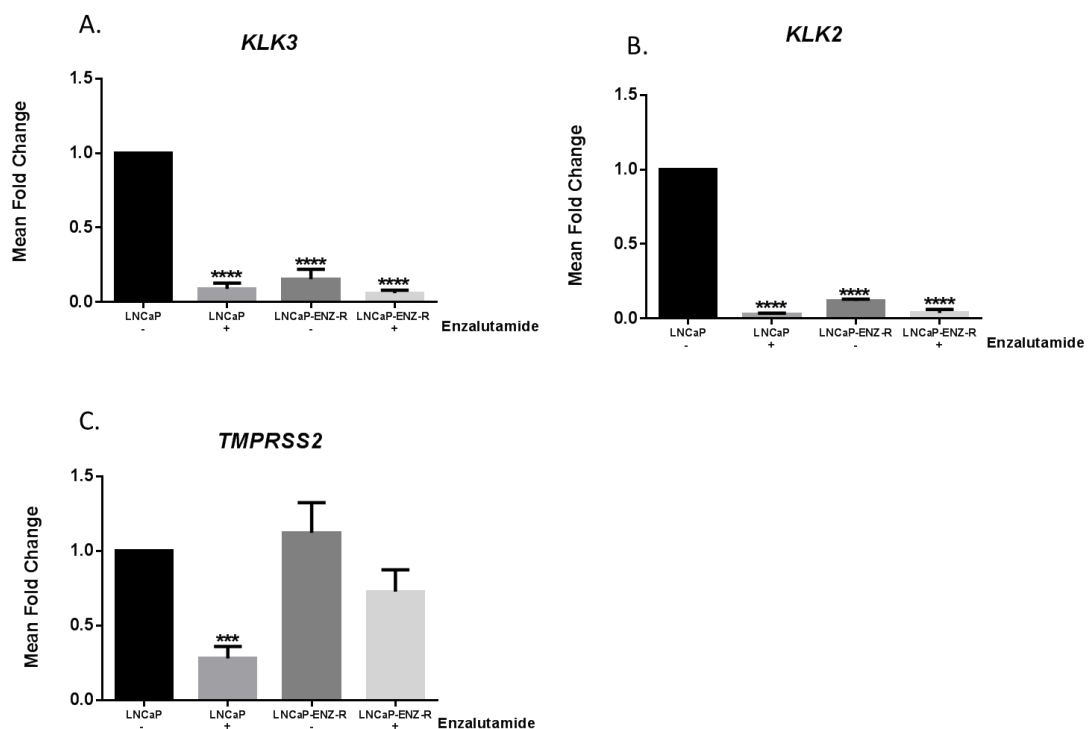 A.
KLK3
Mean Fold Change
1.5
1.0
0.5
0.0
****
****
****
LNCaP LNCaP LNCaP-ENZ-R LNCaP-ENZ-R
- + - + Enzalutamide
B.
KLK2
Mean Fold Change
1.5
1.0
0.5
0.0
****
****
****
LNCaP LNCaP LNCaP-ENZ-R LNCaP-ENZ-R
- + - + Enzalutamide
C.
TMPRSS2
Mean Fold Change
1.5
1.0
0.5
0.0
***
LNCaP LNCaP LNCaP-ENZ-R LNCaP-ENZ-R
- + - + Enzalutamide